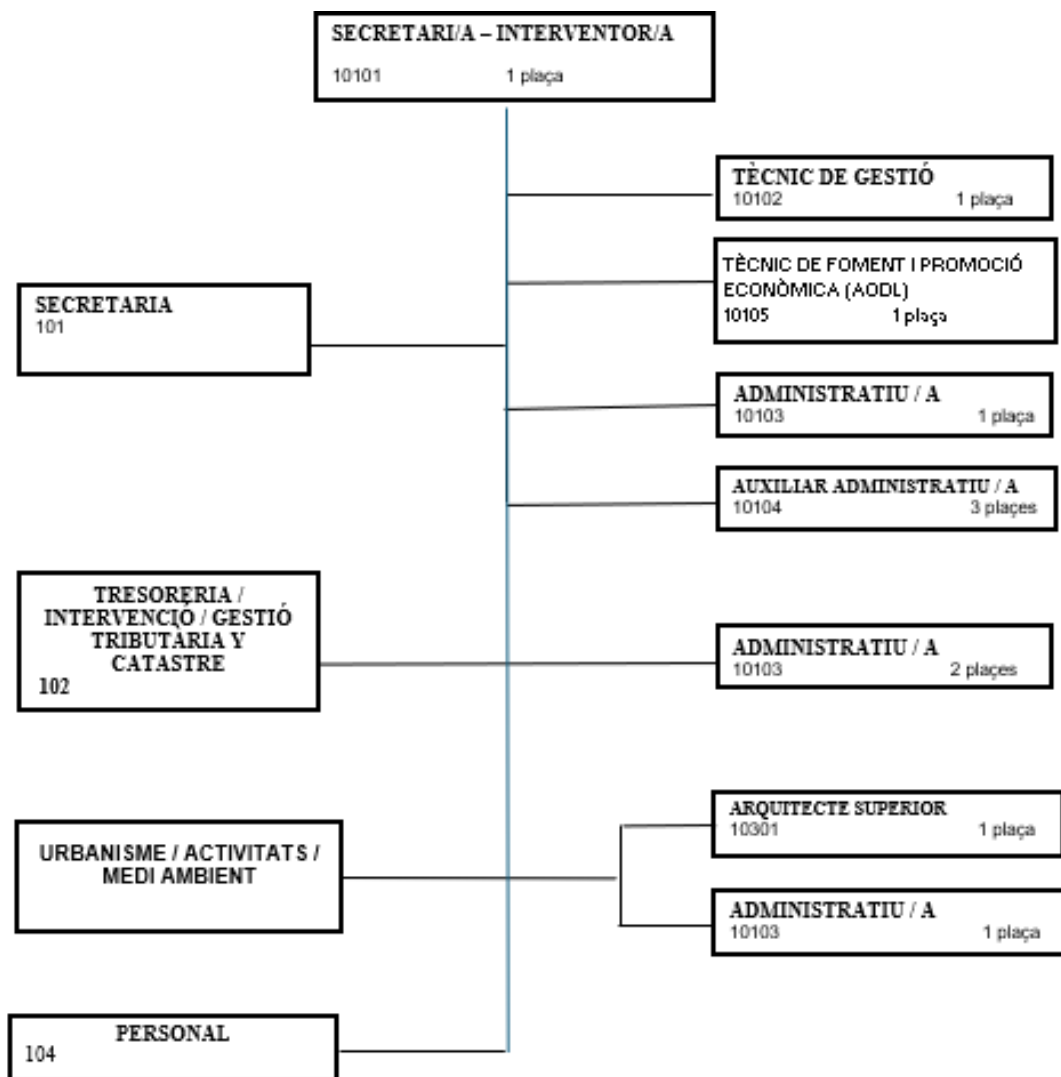 SECRETARI/A – INTERVENTOR/A
10101 1 plaça
TÈCNIC DE GESTIÓ
10102 1 plaça
TÈCNIC DE FOMENT I PROMOCIÓ
ECONÒMICA (AODL)
10105 1 plaça
SECRETARIA
101
ADMINISTRATIU / A
10103 1 plaça
AUXILIAR ADMINISTRATIU / A
10104 3 plaçes
TRESORERIA /
INTERVENCIÓ / GESTIÓ
TRIBUTÀRIA Y
CATASTRE
102
ADMINISTRATIU / A
10103 2 plaçes
ARQUITECTE SUPERIOR
10301 1 plaça
URBANISME / ACTIVITATS /
MEDI AMBIENT
ADMINISTRATIU / A
10103 1 plaça
PERSONAL
104